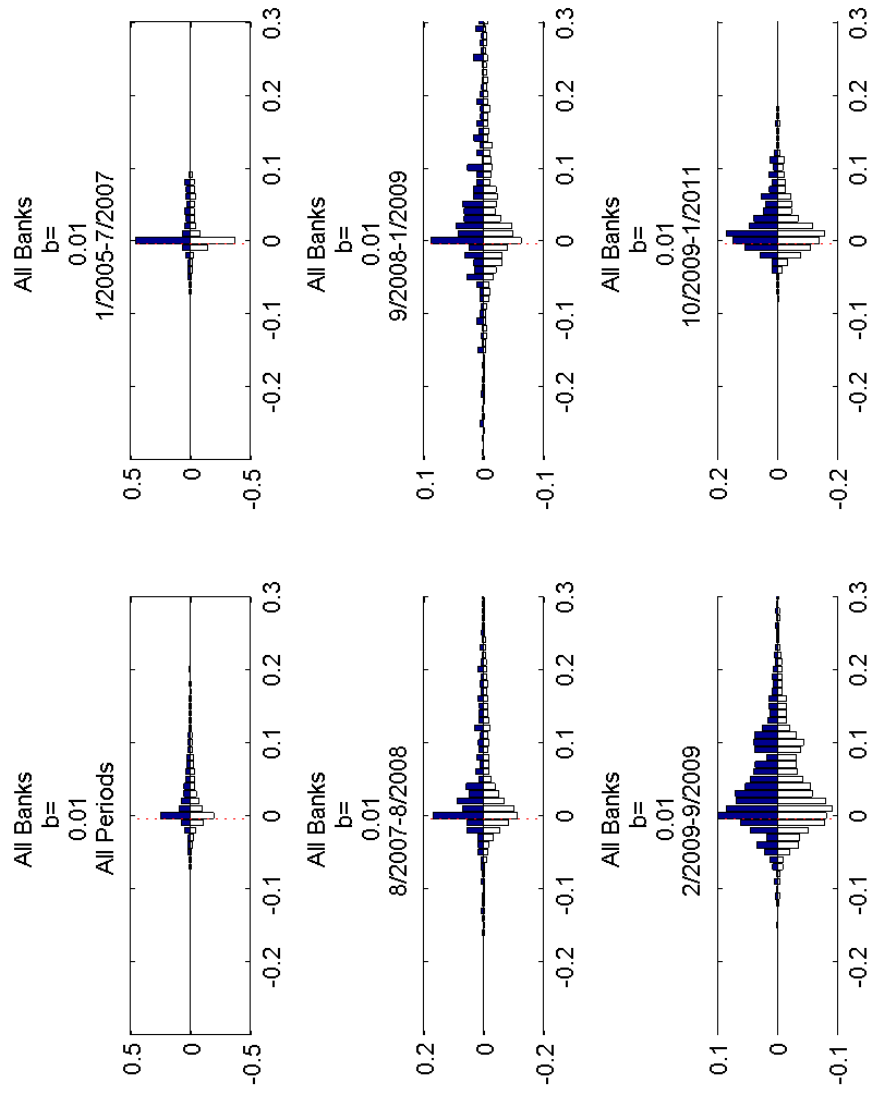 All Banks
b=
0.01
All Periods
0.5
0
-0.5
-0.2 -0.1 0 0.1 0.2 0.3
All Banks
b=
0.01
1/2005-7/2007
0.5
0
-0.5
-0.2 -0.1 0 0.1 0.2 0.3
All Banks
b=
0.01
8/2007-8/2008
0.2
0
-0.2
-0.2 -0.1 0 0.1 0.2 0.3
All Banks
b=
0.01
9/2008-1/2009
0.1
0
-0.1
-0.2 -0.1 0 0.1 0.2 0.3
All Banks
b=
0.01
2/2009-9/2009
0.1
0
-0.1
-0.2 -0.1 0 0.1 0.2 0.3
All Banks
b=
0.01
10/2009-1/2011
0.2
0
-0.2
-0.2 -0.1 0 0.1 0.2 0.3